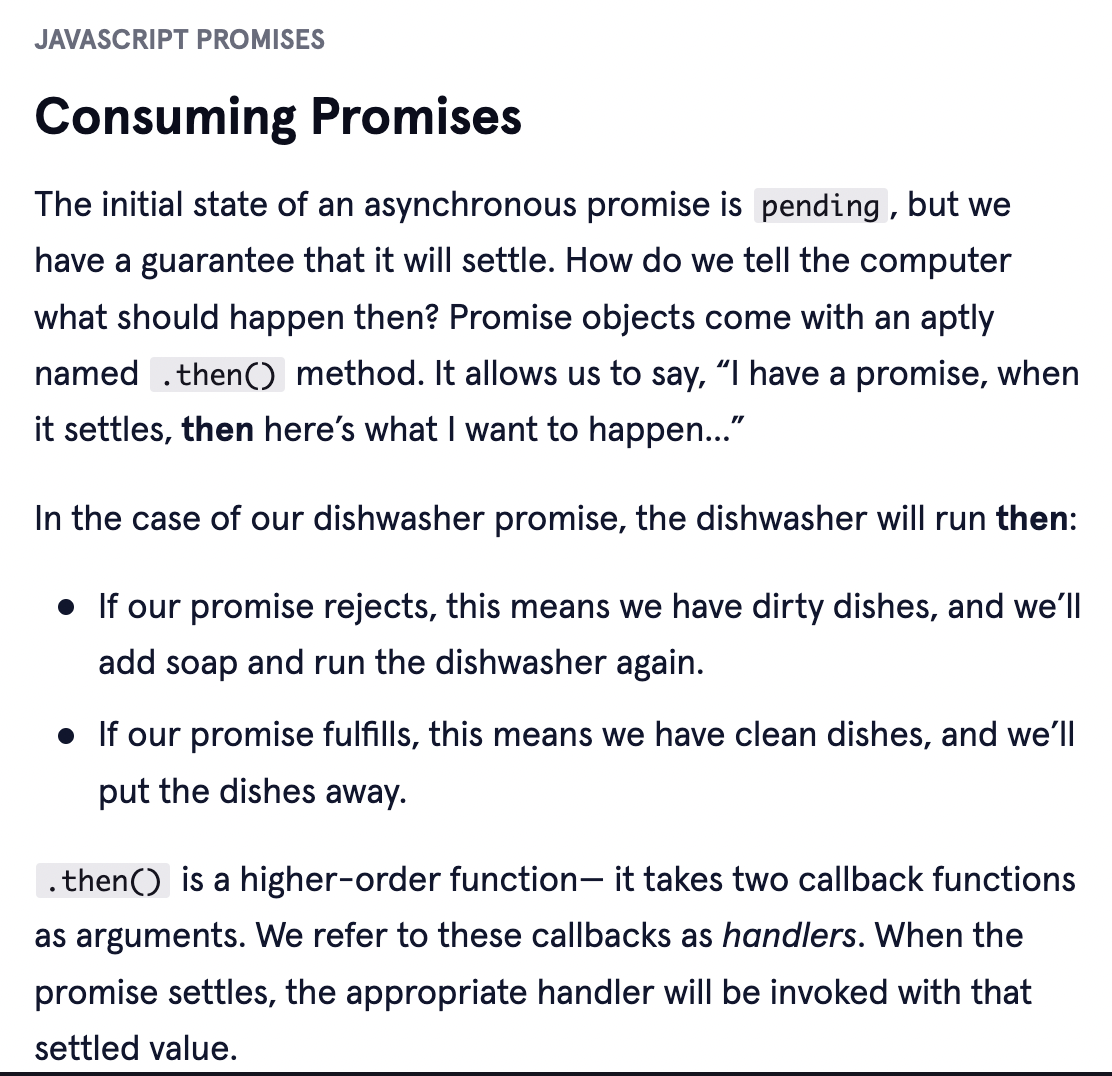 JAVASCRIPT PROMISES
Consuming Promises
The initial state of an asynchronous promise is pending, but we
have a guarantee that it will settle. How do we tell the computer
what should happen then? Promise objects come with an aptly
named .then() method. It allows us to say, “I have a promise, when
it settles, then here’s what I want to happen…”
In the case of our dishwasher promise, the dishwasher will run then:
• If our promise rejects, this means we have dirty dishes, and we’ll
add soap and run the dishwasher again.
• If our promise fulfills, this means we have clean dishes, and we’ll
put the dishes away.
.then() is a higher-order function— it takes two callback functions
as arguments. We refer to these callbacks as handlers. When the
promise settles, the appropriate handler will be invoked with that
settled value.